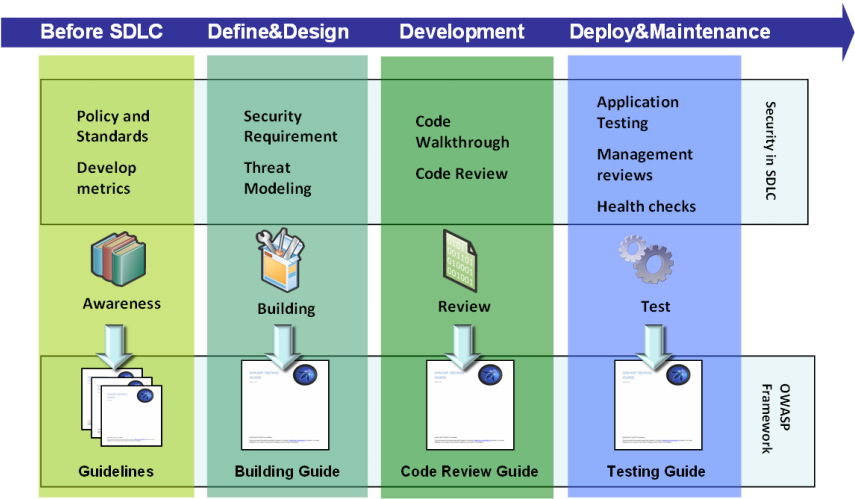 Before SDLC
Define&Design
Development
Deploy&Maintenance
Policy and
Standards
Develop
metrics
Security
Requirement
Threat
Modeling
Code
Walkthrough
Code Review
Application
Testing
Management
reviews
Health checks
Security in SDLC
Awareness
Building
Review
Test
OWASP
Framework
Guidelines
Building Guide
Code Review Guide
Testing Guide